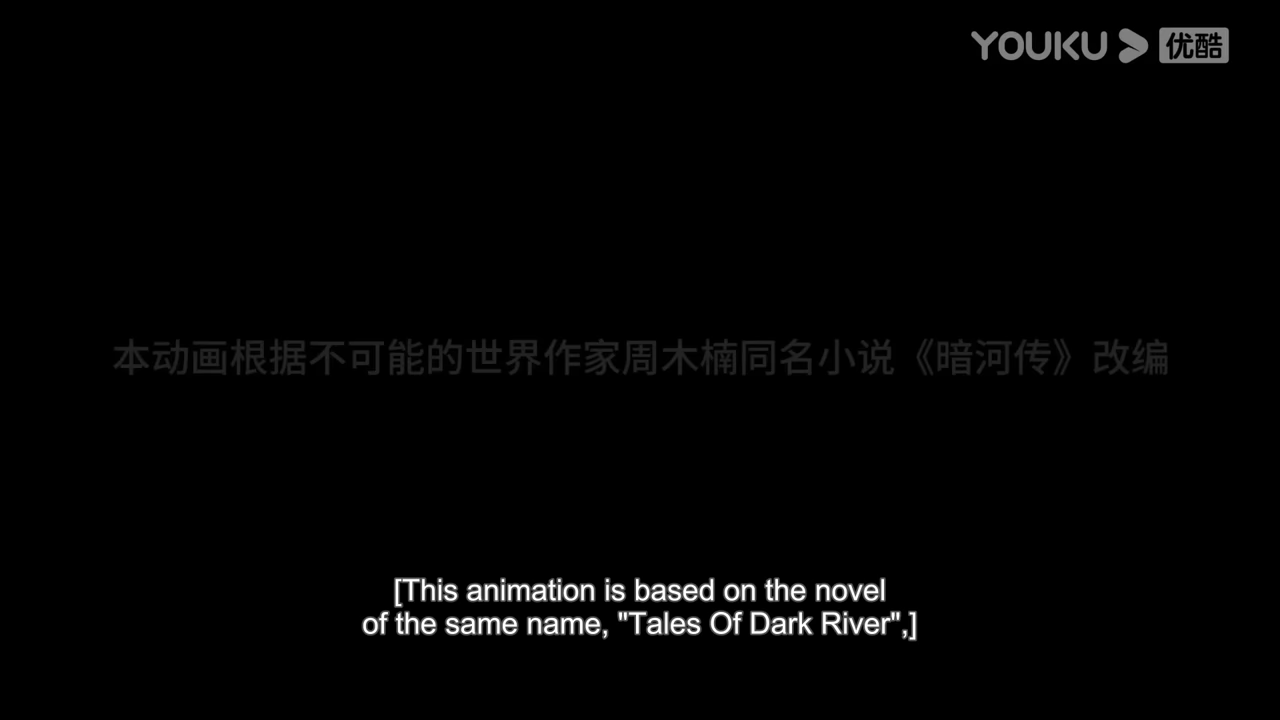 YOUKU 优酷
本动画根据不可能的世界作家周木楠同名小说《暗河传》改编
[This animation is based on the novel
of the same name, "Tales Of Dark River",]